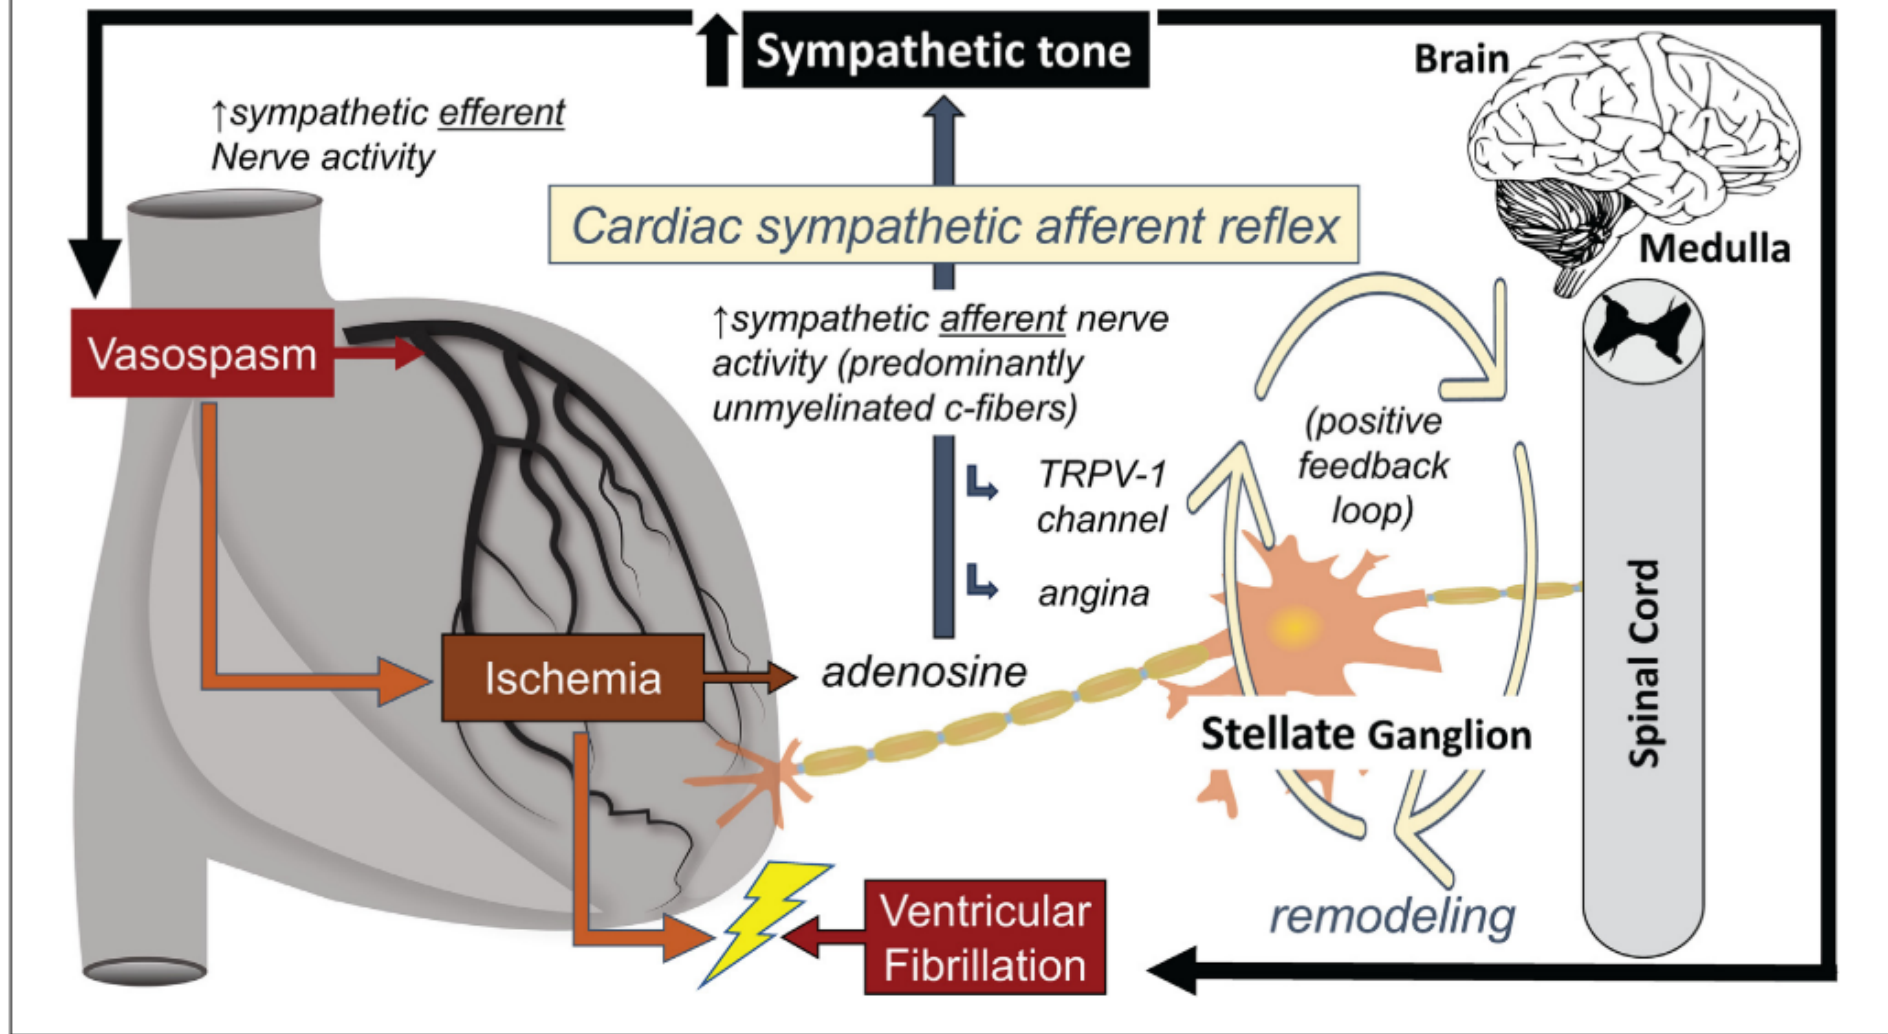 Sympathetic tone
Brain
Medulla
↑sympathetic efferent
Nerve activity
Cardiac sympathetic afferent reflex
Vasospasm
↑sympathetic afferent nerve
activity (predominantly
unmyelinated c-fibers)
TRPV-1
channel
angina
(positive
feedback
loop)
Ischemia
adenosine
Stellate Ganglion
Spinal Cord
Ventricular
Fibrillation
remodeling